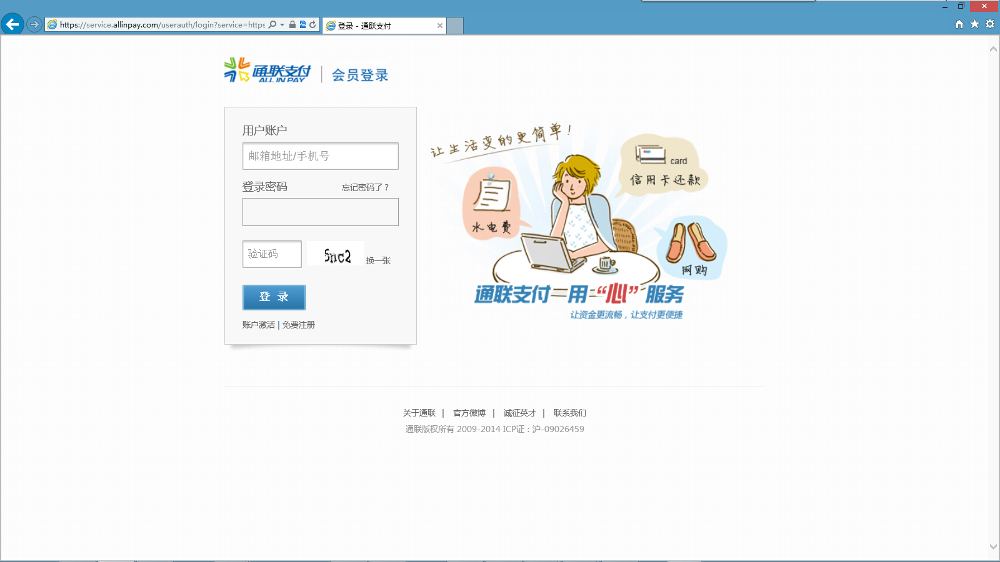 https://service.allinpay.com/userauth/login?service=https
登录 - 通联支付
通联支付
ALL IN PAY
会员登录
用户账户
邮箱地址/手机号
登录密码
忘记密码了？
验证码
5nc2
换一张
登 录
账户激活 | 免费注册
让生活变的更简单！
card
信用卡还款
水电费
网购
通联支付—用“心”服务
让资金更流畅，让支付更便捷
关于通联 | 官方微博 | 诚征英才 | 联系我们
通联版权所有 2009-2014 ICP证：沪-09026459